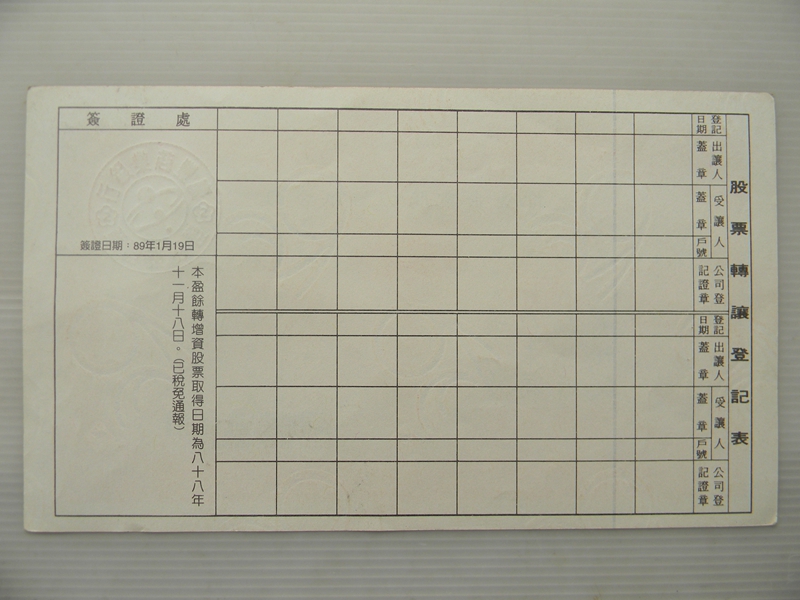 股票轉讓登記表
登記日期
出讓人蓋章
受讓人
蓋章
戶號
公司登記證章
登記日期
出讓人蓋章
受讓人
蓋章
戶號
公司登記證章
簽證處
簽證日期：89年1月19日
本盈餘轉增資股票取得日期為八十八年
十一月十八日。（已稅免通報）